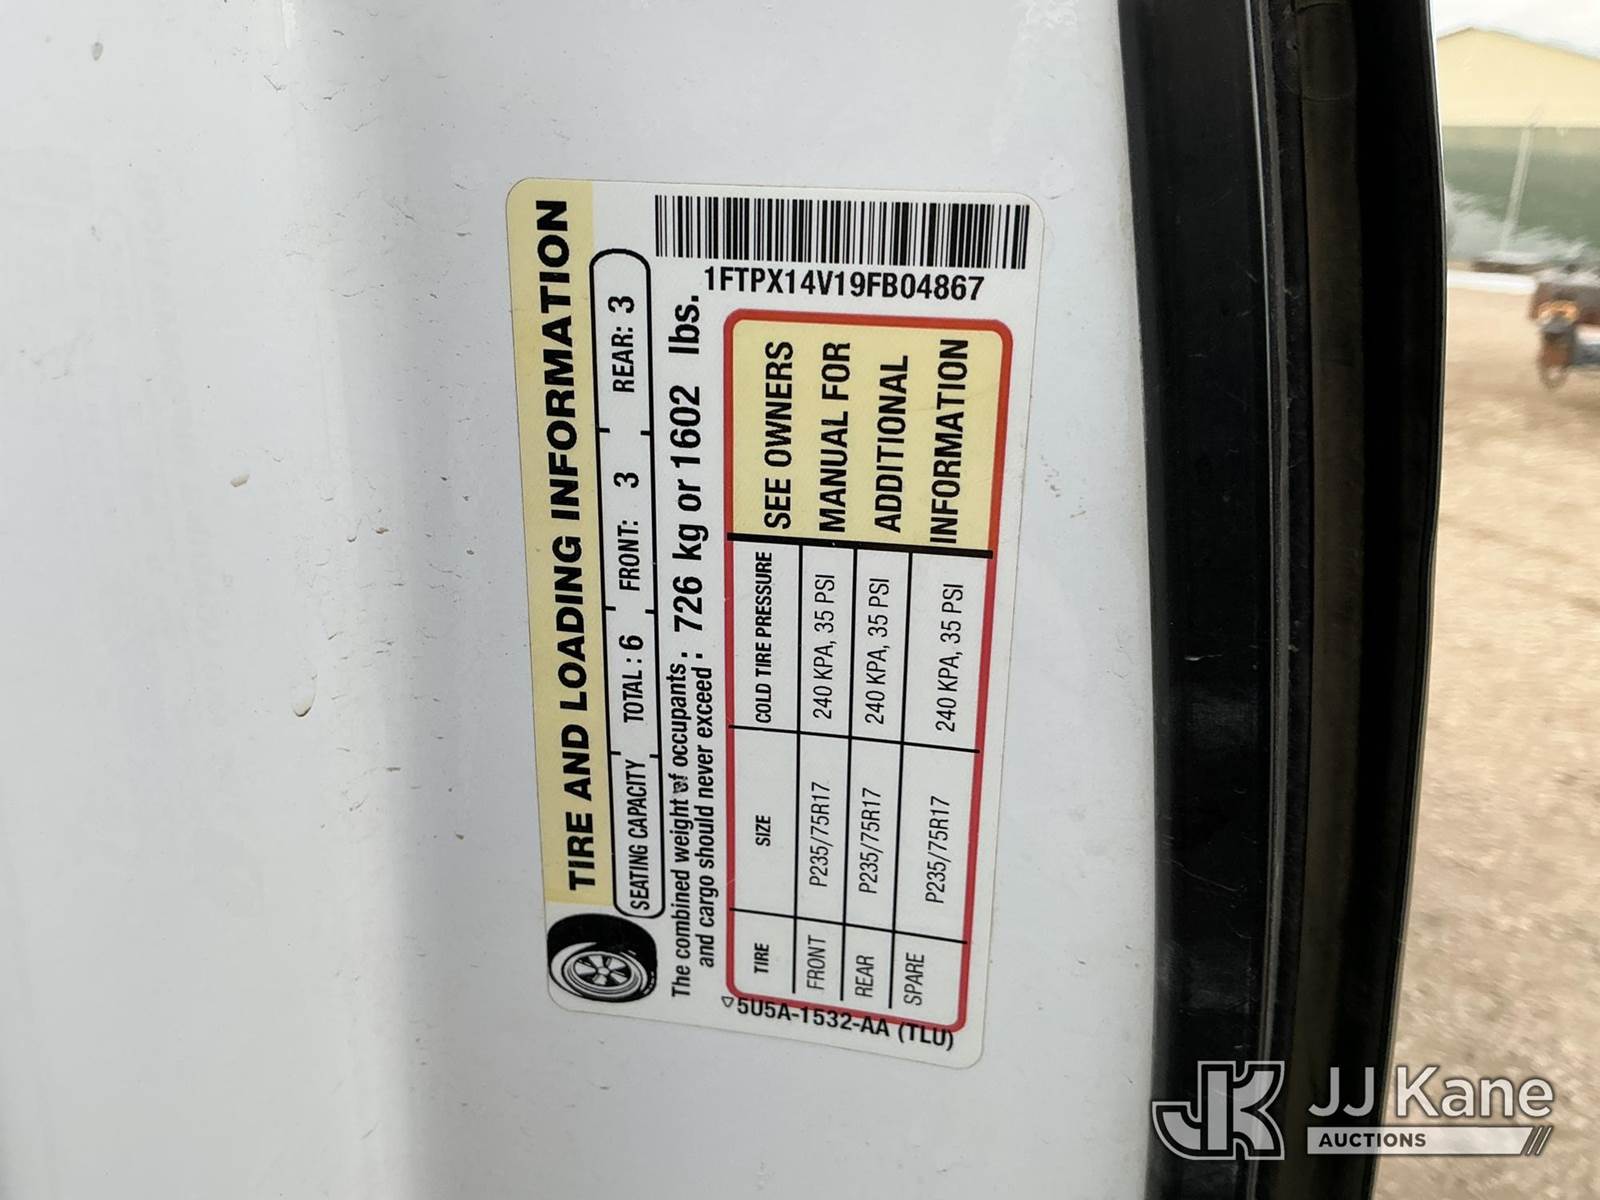 TIRE AND LOADING INFORMATION
SEATING CAPACITY TOTAL: 6 FRONT: 3 REAR: 3
The combined weight of occupants : 726 kg or 1602 lbs.
and cargo should never exceed :
1FTPX14V19FB04867
TIRE SIZE COLD TIRE PRESSURE
FRONT P235/75R17 240 KPA, 35 PSI
REAR P235/75R17 240 KPA, 35 PSI
SPARE P235/75R17 240 KPA, 35 PSI
SEE OWNERS
MANUAL FOR
ADDITIONAL
INFORMATION
5U5A-1532-AA (TLU)
JK JJ Kane
AUCTIONS